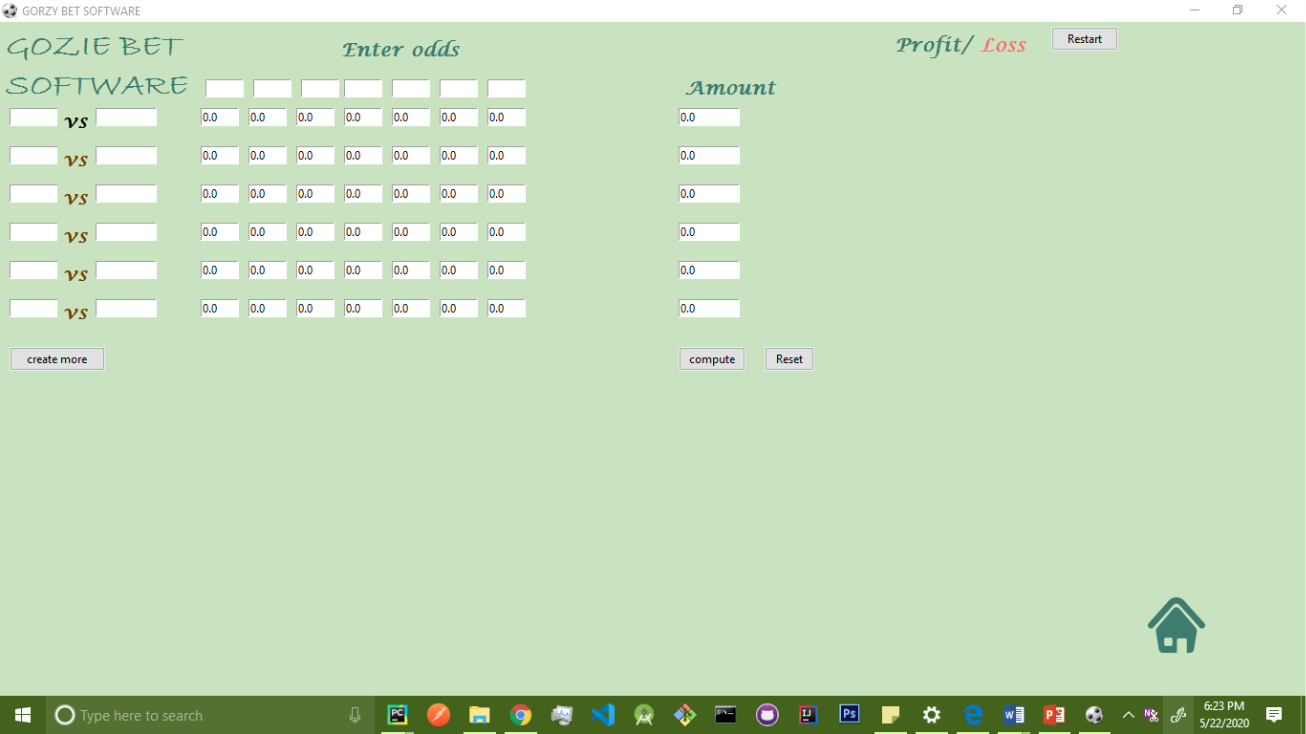 GORZY BET SOFTWARE
GOZIE BET
SOFTWARE
Enter odds
Profit/ Loss
Restart
Amount
vs
0.0 0.0 0.0 0.0 0.0 0.0 0.0 0.0
vs
0.0 0.0 0.0 0.0 0.0 0.0 0.0 0.0
vs
0.0 0.0 0.0 0.0 0.0 0.0 0.0 0.0
vs
0.0 0.0 0.0 0.0 0.0 0.0 0.0 0.0
vs
0.0 0.0 0.0 0.0 0.0 0.0 0.0 0.0
vs
0.0 0.0 0.0 0.0 0.0 0.0 0.0 0.0
create more
compute
Reset
Type here to search
PC
IJ
Ps
6:23 PM
5/22/2020